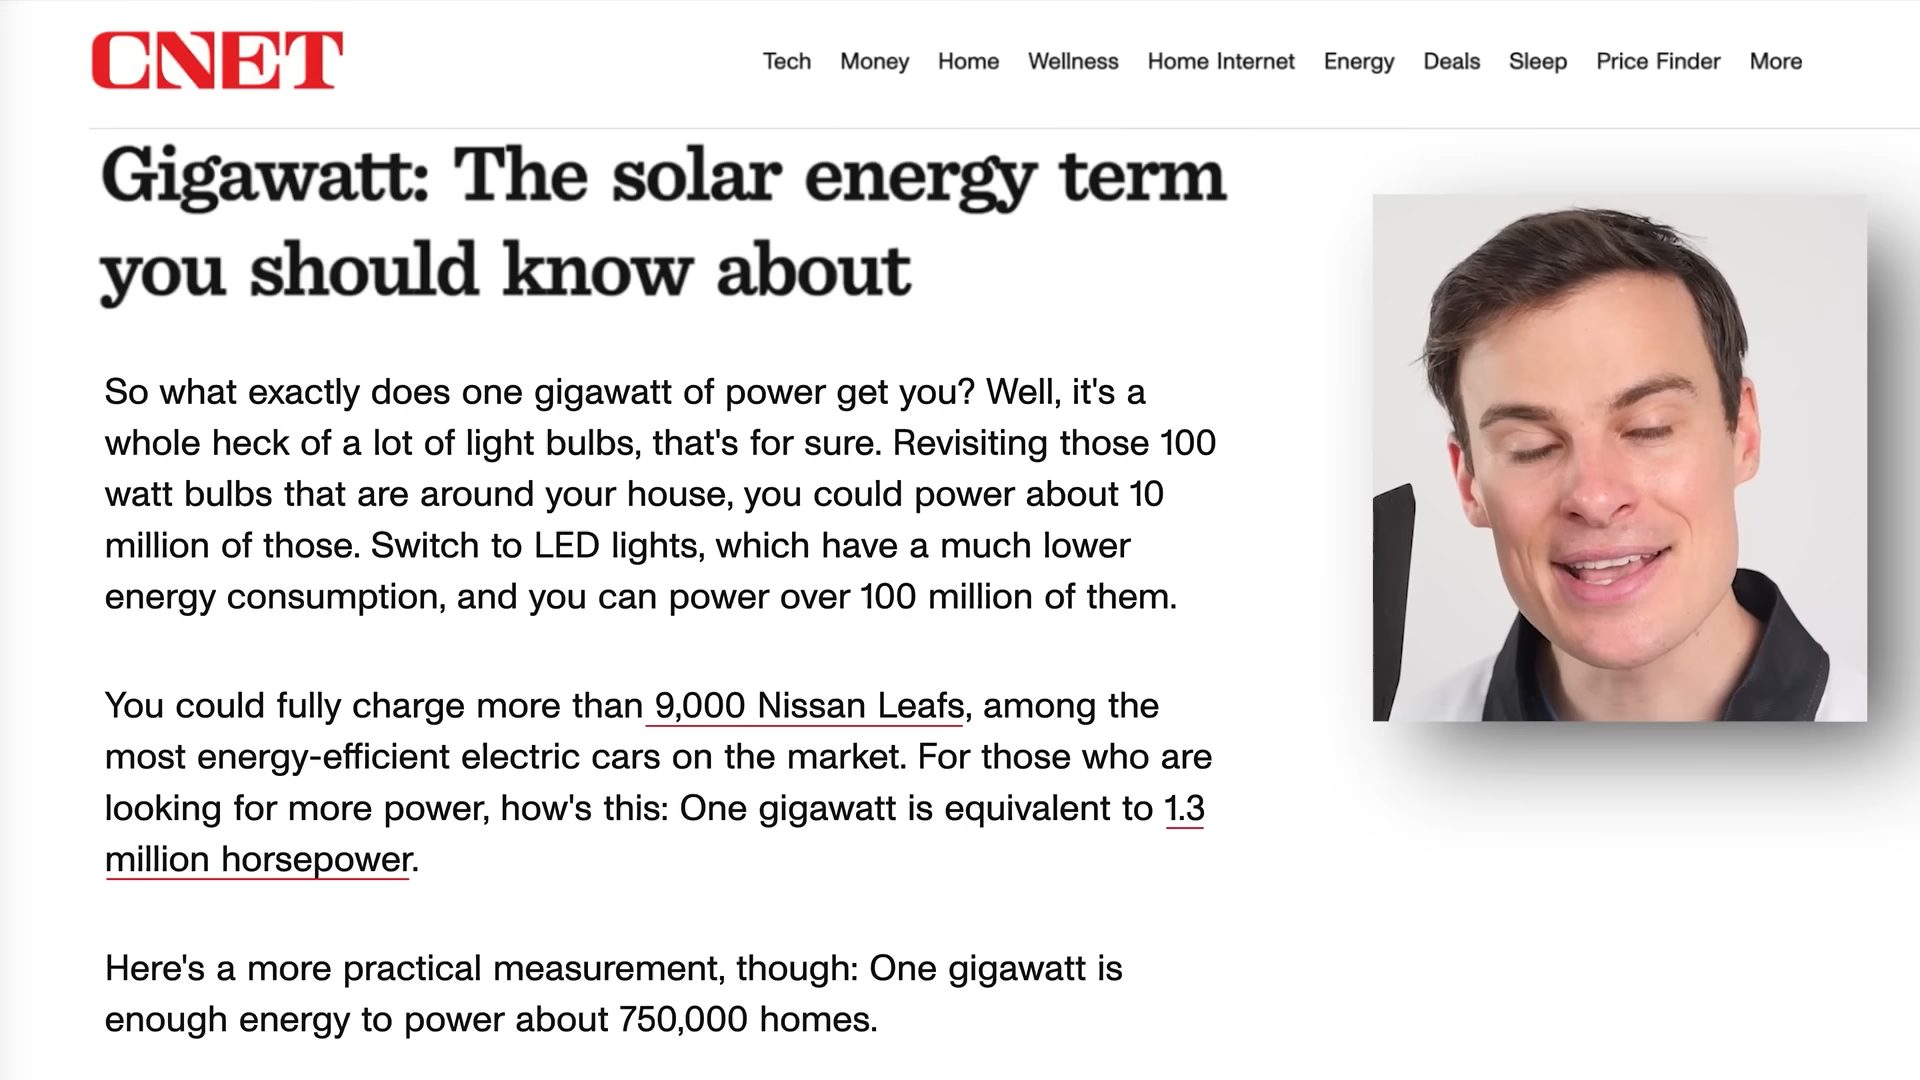 CNET
Tech Money Home Wellness Home Internet Energy Deals Sleep Price Finder More
Gigawatt: The solar energy term
you should know about
So what exactly does one gigawatt of power get you? Well, it's a
whole heck of a lot of light bulbs, that's for sure. Revisiting those 100
watt bulbs that are around your house, you could power about 10
million of those. Switch to LED lights, which have a much lower
energy consumption, and you can power over 100 million of them.
You could fully charge more than 9,000 Nissan Leafs, among the
most energy-efficient electric cars on the market. For those who are
looking for more power, how's this: One gigawatt is equivalent to 1.3
million horsepower.
Here's a more practical measurement, though: One gigawatt is
enough energy to power about 750,000 homes.